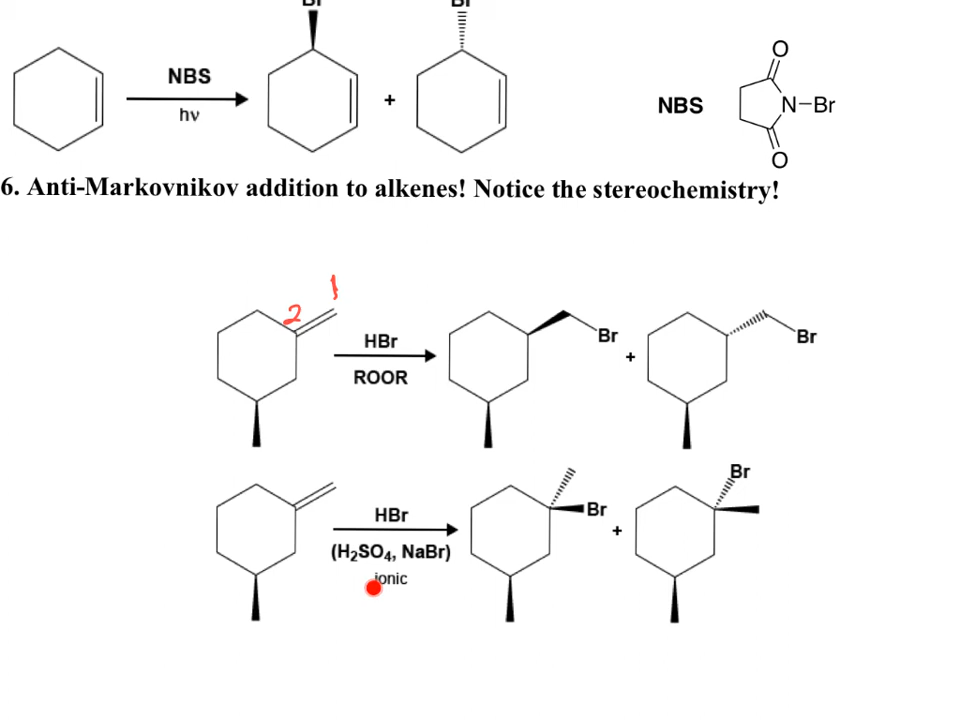 Br Br
NBS
hν
+
NBS
O
N–Br
O
6. Anti-Markovnikov addition to alkenes! Notice the stereochemistry!
1
2
HBr
ROOR
Br
+
Br
HBr
(H₂SO₄, NaBr)
ionic
Br
+
Br